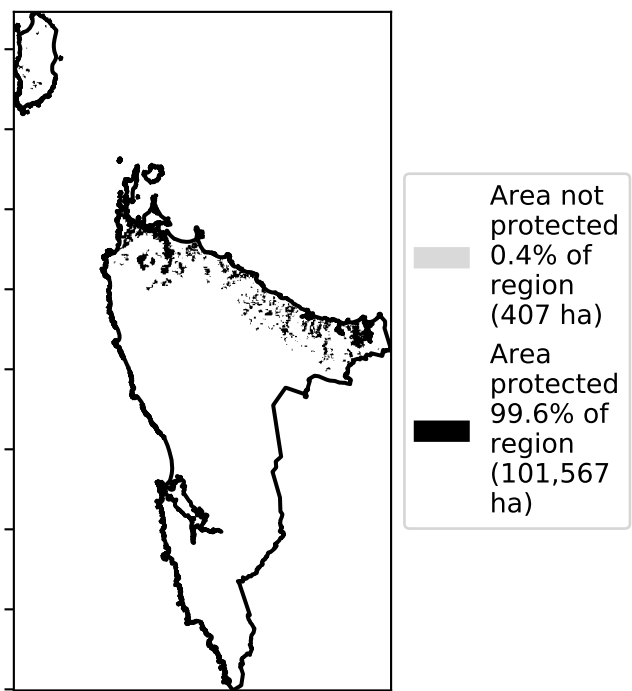 Area not
protected
0.4% of
region
(407 ha)
Area
protected
99.6% of
region
(101,567
ha)